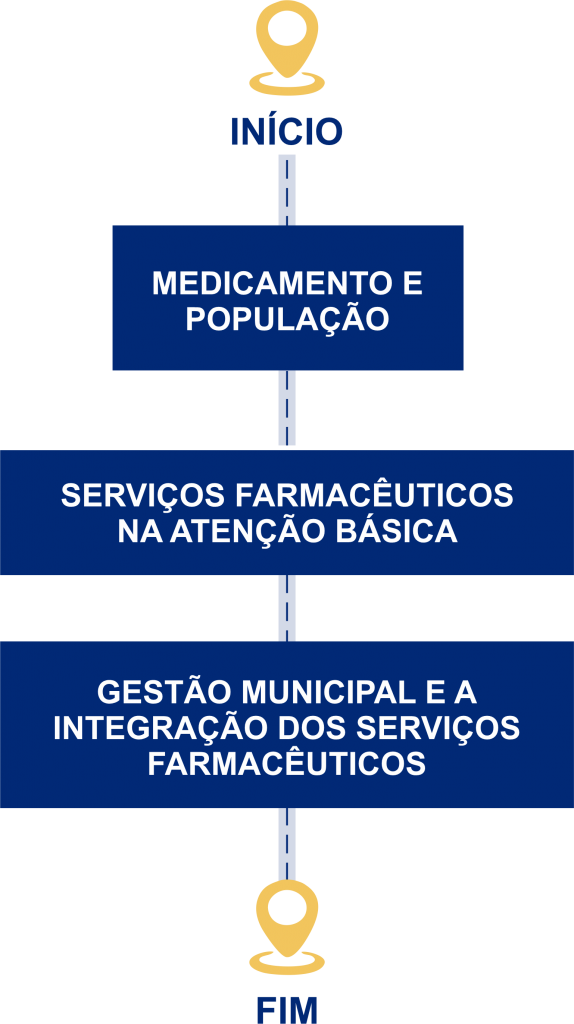 INÍCIO
MEDICAMENTO E
POPULAÇÃO
SERVIÇOS FARMACÊUTICOS
NA ATENÇÃO BÁSICA
GESTÃO MUNICIPAL E A
INTEGRAÇÃO DOS SERVIÇOS
FARMACÊUTICOS
FIM